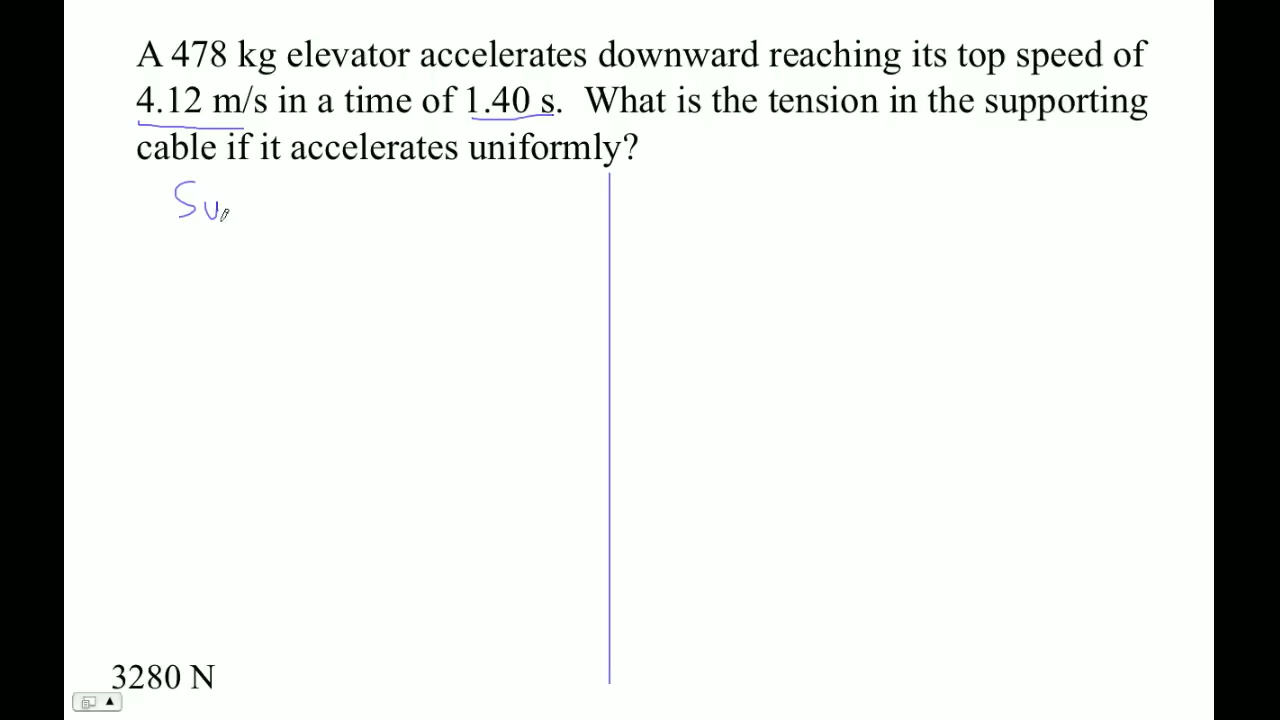 A 478 kg elevator accelerates downward reaching its top speed of
4.12 m/s in a time of 1.40 s. What is the tension in the supporting
cable if it accelerates uniformly?
Su
3280 N